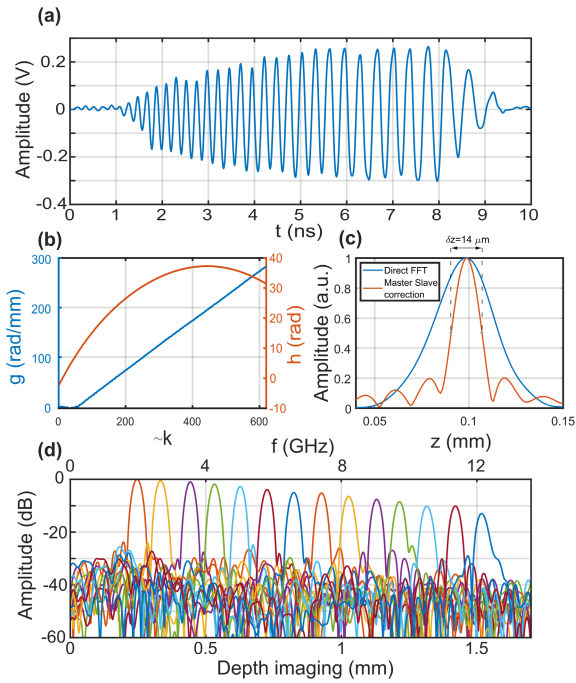 (a)
Amplitude (V)
0.2
0
-0.2
-0.4
0 1 2 3 4 5 6 7 8 9 10
t (ns)
(b)
g (rad/mm)
300
200
100
0
h (rad)
40
30
20
10
0
-10
0 200 400 600
~k
(c)
δz=14 μm
Direct FFT
Master Slave
correction
Amplitude (a.u.)
1
0.8
0.6
0.4
0.2
0
0.05 0.1 0.15
z (mm)
(d)
f (GHz)
0 4 8 12
Amplitude (dB)
0
-20
-40
-60
0 0.5 1 1.5
Depth imaging (mm)